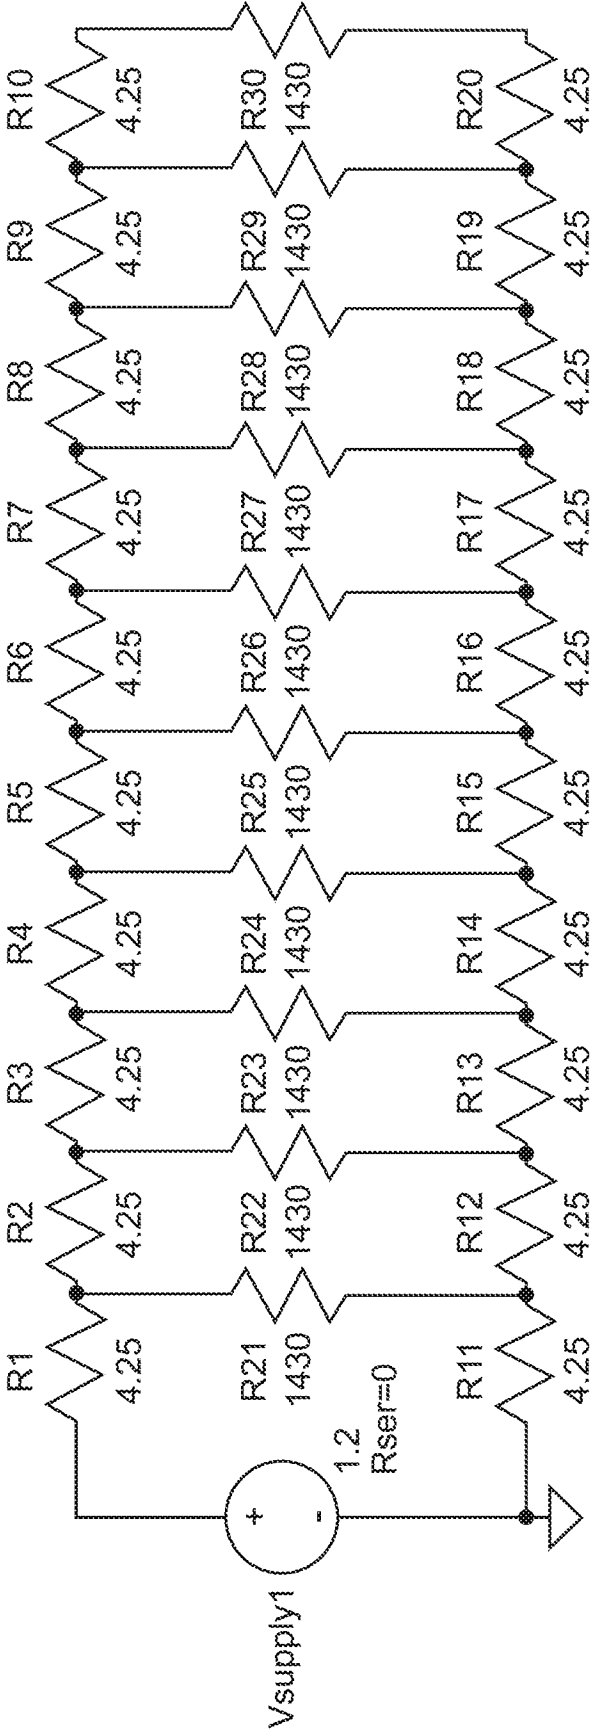 R1
4.25
R2
4.25
R3
4.25
R4
4.25
R5
4.25
R6
4.25
R7
4.25
R8
4.25
R9
4.25
R10
4.25
Vsupply1
+
-
1.2
Rser=0
R21
1430
R22
1430
R23
1430
R24
1430
R25
1430
R26
1430
R27
1430
R28
1430
R29
1430
R30
1430
R11
4.25
R12
4.25
R13
4.25
R14
4.25
R15
4.25
R16
4.25
R17
4.25
R18
4.25
R19
4.25
R20
4.25